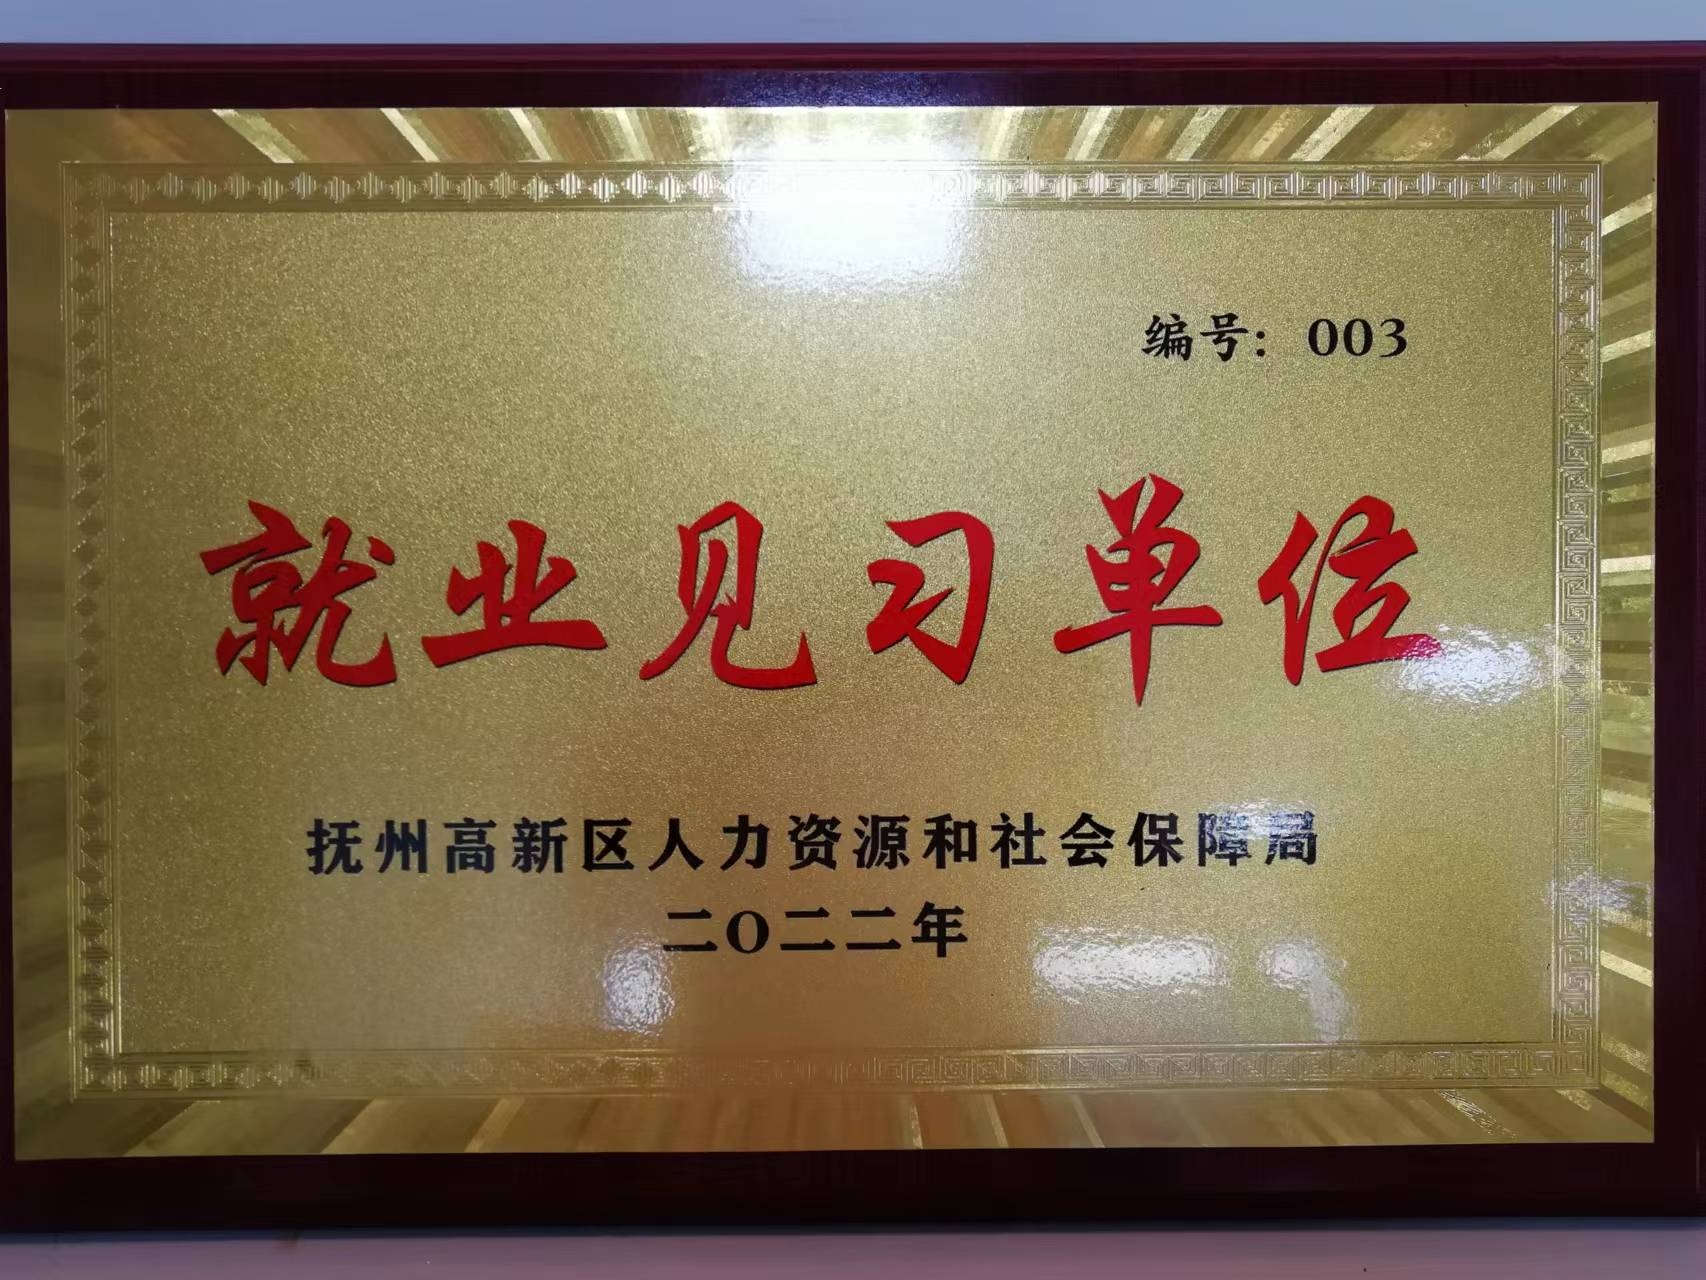 编号：003
就业见习单位
抚州高新区人力资源和社会保障局
二〇二二年